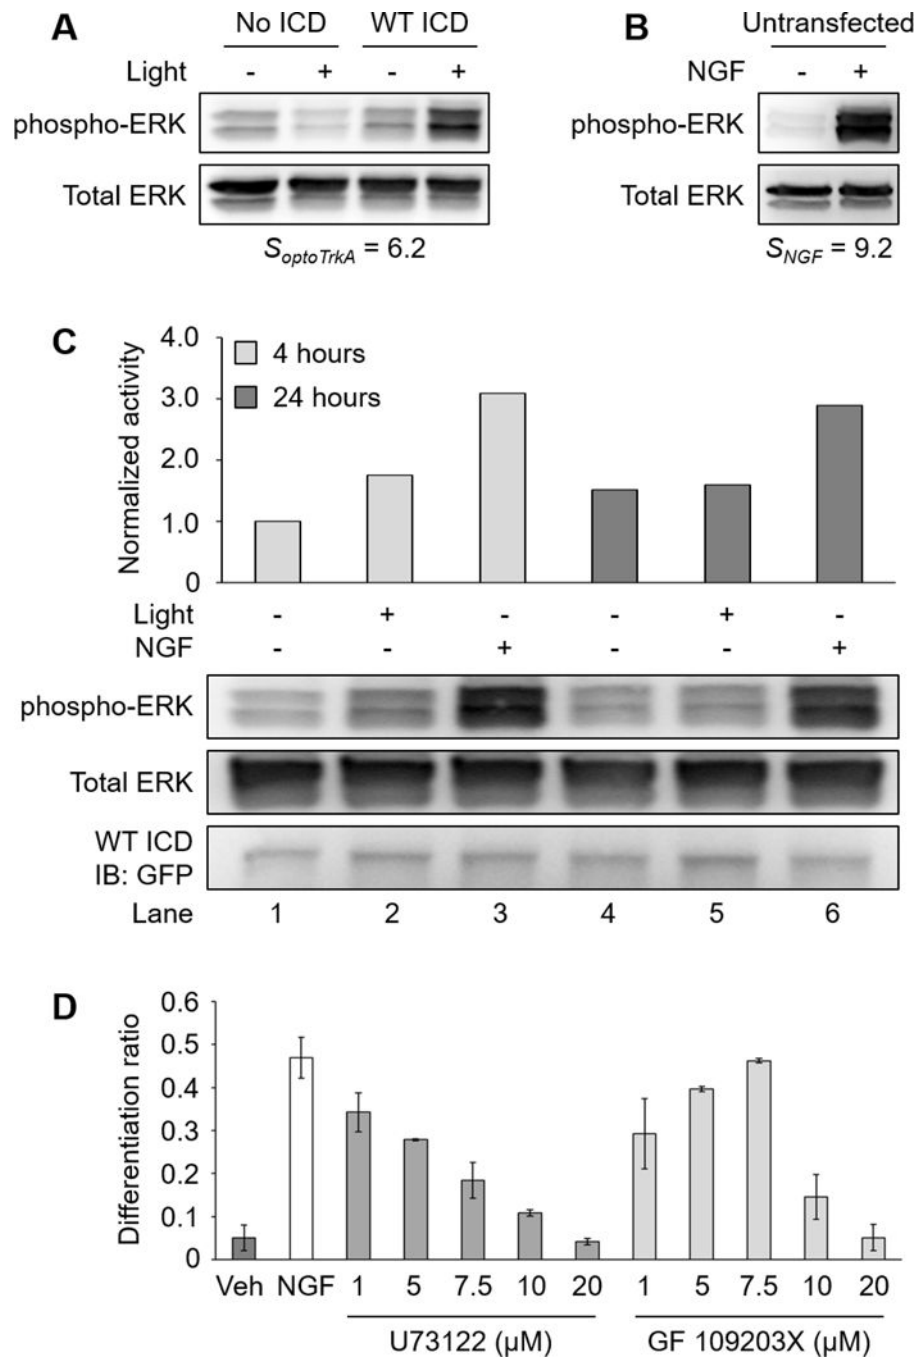 A
No ICD WT ICD
Light - + - +
phospho-ERK
Total ERK
S optoTrkA = 6.2
B
Untransfected
NGF - +
phospho-ERK
Total ERK
S NGF = 9.2
C
Normalized activity
4.0
3.0
2.0
1.0
0
4 hours
24 hours
Light - + - - + -
NGF - - + - - +
phospho-ERK
Total ERK
WT ICD
IB: GFP
Lane 1 2 3 4 5 6
D
Differentiation ratio
0.6
0.5
0.4
0.3
0.2
0.1
0
Veh NGF 1 5 7.5 10 20 1 5 7.5 10 20
U73122 (µM) GF 109203X (µM)